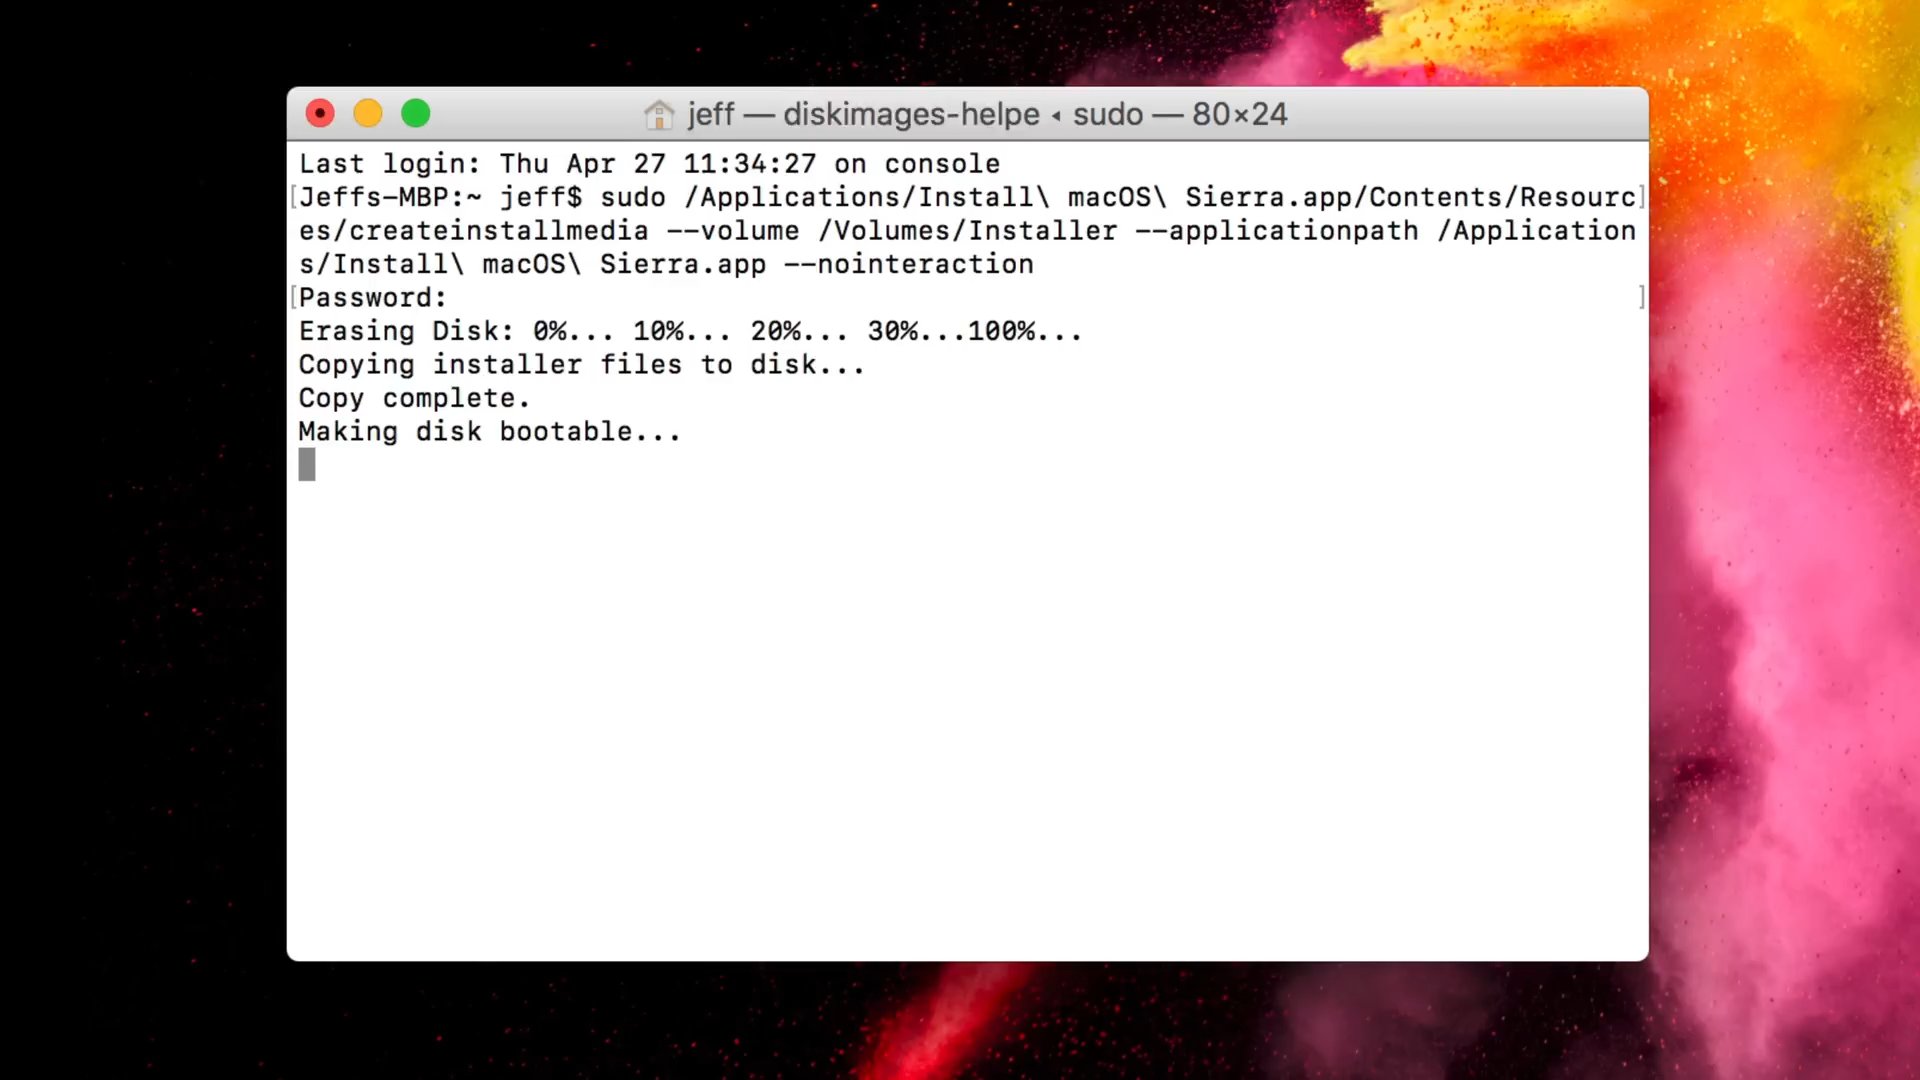 jeff — diskimages-helpe ◂ sudo — 80×24
Last login: Thu Apr 27 11:34:27 on console
[Jeffs-MBP:~ jeff$ sudo /Applications/Install\ macOS\ Sierra.app/Contents/Resourc]
es/createinstallmedia --volume /Volumes/Installer --applicationpath /Application
s/Install\ macOS\ Sierra.app --nointeraction
[Password: ]
Erasing Disk: 0%... 10%... 20%... 30%...100%...
Copying installer files to disk...
Copy complete.
Making disk bootable...